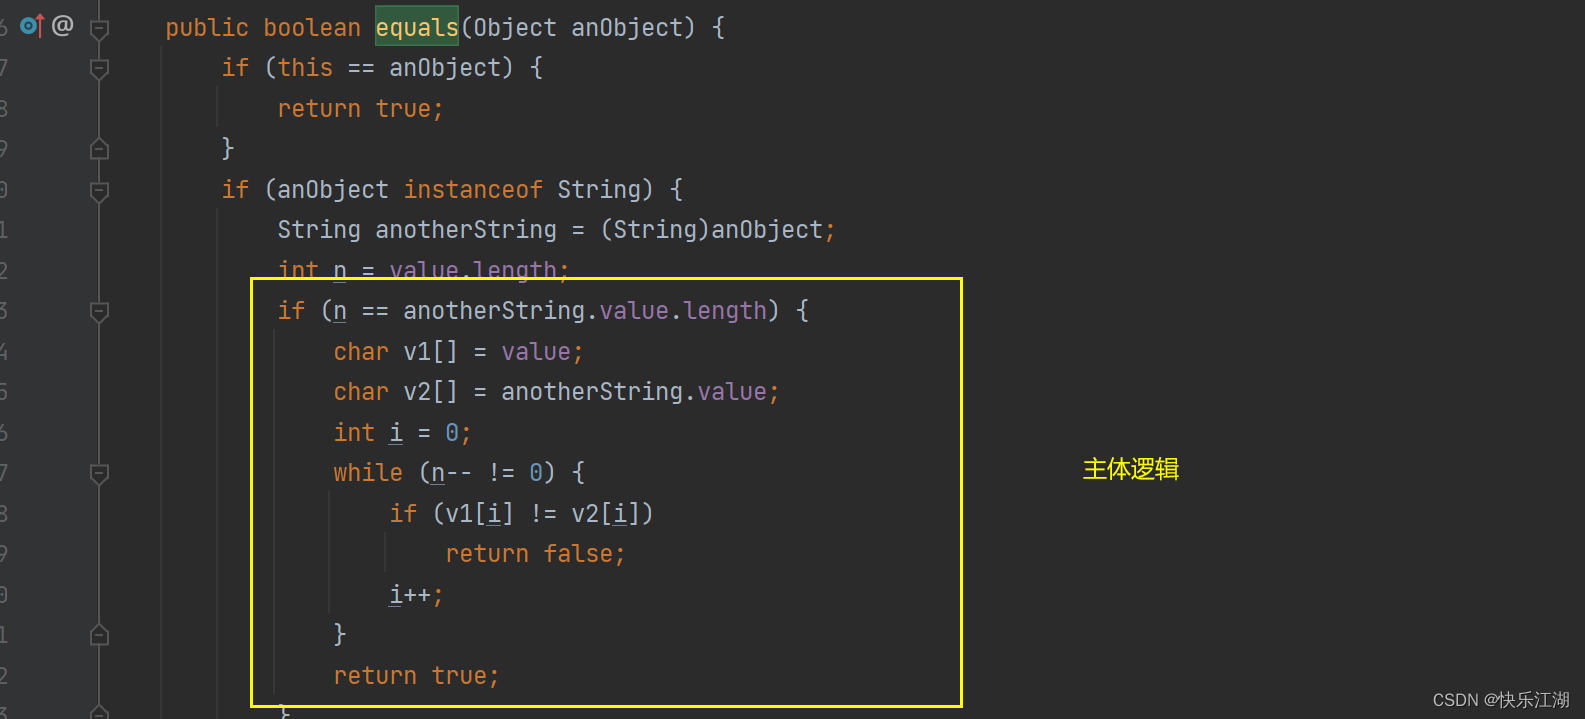 public boolean equals(Object anObject) {
if (this == anObject) {
return true;
}
if (anObject instanceof String) {
String anotherString = (String)anObject;
int n = value.length;
if (n == anotherString.value.length) {
char v1[] = value;
char v2[] = anotherString.value;
int i = 0;
while (n-- != 0) {
if (v1[i] != v2[i])
return false;
i++;
}
return true;
}
主体逻辑
CSDN @快乐江湖